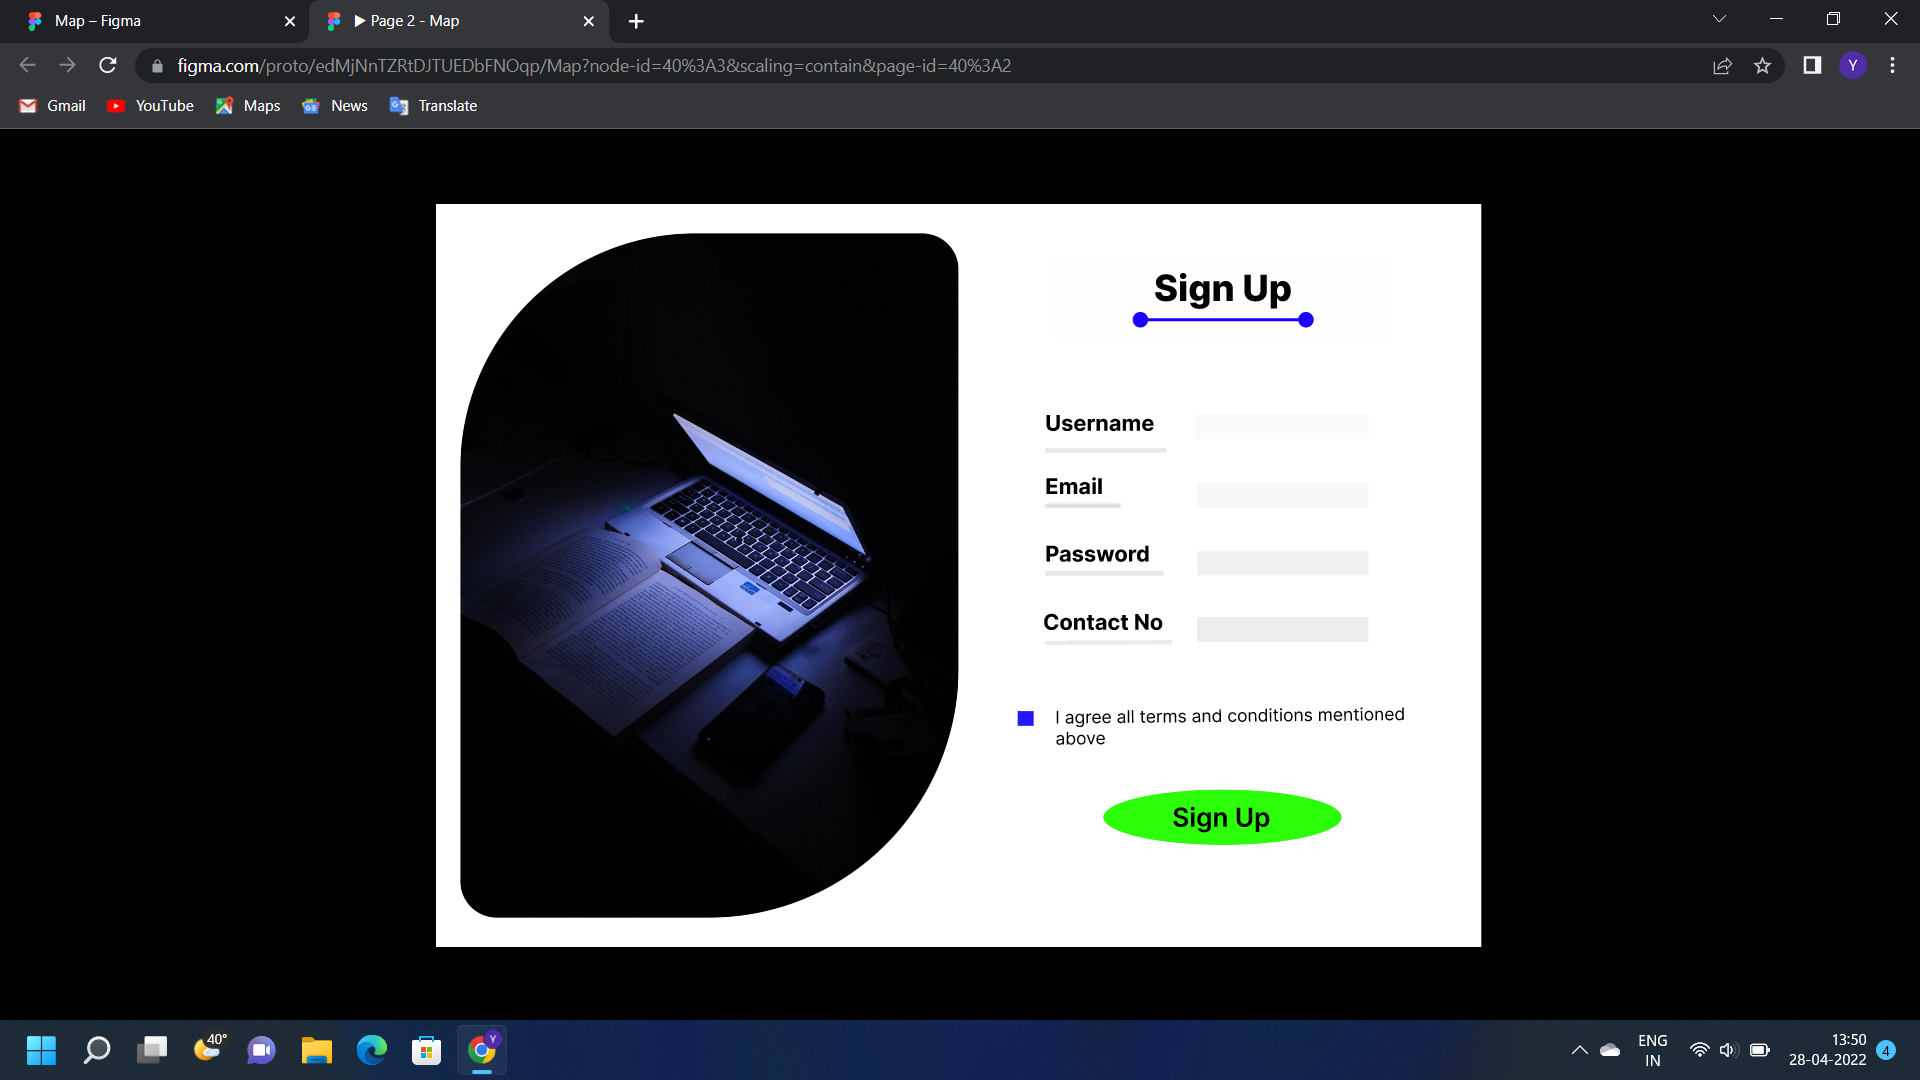 Map – Figma
▶ Page 2 - Map
figma.com/proto/edMjNnTZRtDJTUEDbFNOqp/Map?node-id=40%3A3&scaling=contain&page-id=40%3A2
Y
Gmail
YouTube
Maps
News
Translate
Sign Up
Username
Email
Password
Contact No
I agree all terms and conditions mentioned
above
Sign Up
40°
Y
ENG
IN
13:50
28-04-2022
4